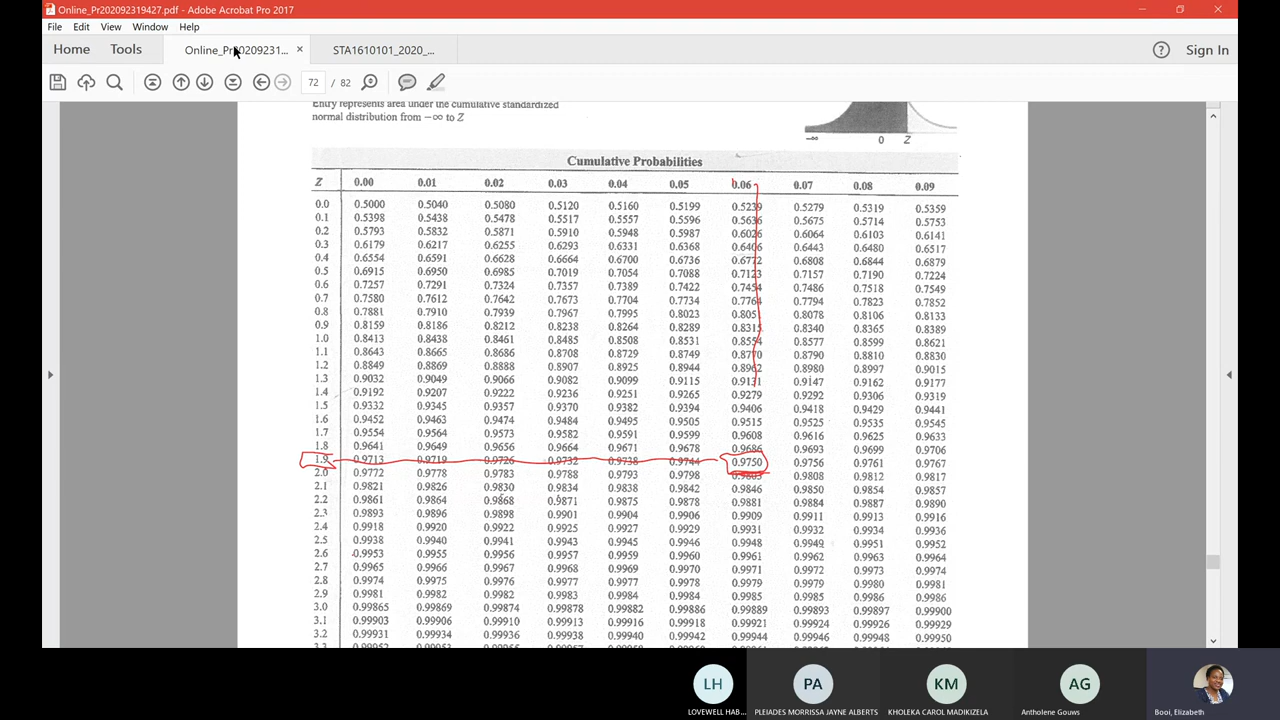 Online_Pr202092319427.pdf - Adobe Acrobat Pro 2017
File Edit View Window Help
Home Tools Online_Pr20209231... × STA1610101_2020_... Sign In
72 / 82
Entry represents area under the cumulative standardized
normal distribution from −∞ to Z
−∞ 0 Z
Cumulative Probabilities
Z 0.00 0.01 0.02 0.03 0.04 0.05 0.06 0.07 0.08 0.09
0.0 0.5000 0.5040 0.5080 0.5120 0.5160 0.5199 0.5239 0.5279 0.5319 0.5359
0.1 0.5398 0.5438 0.5478 0.5517 0.5557 0.5596 0.5636 0.5675 0.5714 0.5753
0.2 0.5793 0.5832 0.5871 0.5910 0.5948 0.5987 0.6026 0.6064 0.6103 0.6141
0.3 0.6179 0.6217 0.6255 0.6293 0.6331 0.6368 0.6406 0.6443 0.6480 0.6517
0.4 0.6554 0.6591 0.6628 0.6664 0.6700 0.6736 0.6772 0.6808 0.6844 0.6879
0.5 0.6915 0.6950 0.6985 0.7019 0.7054 0.7088 0.7123 0.7157 0.7190 0.7224
0.6 0.7257 0.7291 0.7324 0.7357 0.7389 0.7422 0.7454 0.7486 0.7518 0.7549
0.7 0.7580 0.7612 0.7642 0.7673 0.7704 0.7734 0.7764 0.7794 0.7823 0.7852
0.8 0.7881 0.7910 0.7939 0.7967 0.7995 0.8023 0.8051 0.8078 0.8106 0.8133
0.9 0.8159 0.8186 0.8212 0.8238 0.8264 0.8289 0.8315 0.8340 0.8365 0.8389
1.0 0.8413 0.8438 0.8461 0.8485 0.8508 0.8531 0.8554 0.8577 0.8599 0.8621
1.1 0.8643 0.8665 0.8686 0.8708 0.8729 0.8749 0.8770 0.8790 0.8810 0.8830
1.2 0.8849 0.8869 0.8888 0.8907 0.8925 0.8944 0.8962 0.8980 0.8997 0.9015
1.3 0.9032 0.9049 0.9066 0.9082 0.9099 0.9115 0.9131 0.9147 0.9162 0.9177
1.4 0.9192 0.9207 0.9222 0.9236 0.9251 0.9265 0.9279 0.9292 0.9306 0.9319
1.5 0.9332 0.9345 0.9357 0.9370 0.9382 0.9394 0.9406 0.9418 0.9429 0.9441
1.6 0.9452 0.9463 0.9474 0.9484 0.9495 0.9505 0.9515 0.9525 0.9535 0.9545
1.7 0.9554 0.9564 0.9573 0.9582 0.9591 0.9599 0.9608 0.9616 0.9625 0.9633
1.8 0.9641 0.9649 0.9656 0.9664 0.9671 0.9678 0.9686 0.9693 0.9699 0.9706
1.9 0.9713 0.9719 0.9726 0.9732 0.9738 0.9744 0.9750 0.9756 0.9761 0.9767
2.0 0.9772 0.9778 0.9783 0.9788 0.9793 0.9798 0.9803 0.9808 0.9812 0.9817
2.1 0.9821 0.9826 0.9830 0.9834 0.9838 0.9842 0.9846 0.9850 0.9854 0.9857
2.2 0.9861 0.9864 0.9868 0.9871 0.9875 0.9878 0.9881 0.9884 0.9887 0.9890
2.3 0.9893 0.9896 0.9898 0.9901 0.9904 0.9906 0.9909 0.9911 0.9913 0.9916
2.4 0.9918 0.9920 0.9922 0.9925 0.9927 0.9929 0.9931 0.9932 0.9934 0.9936
2.5 0.9938 0.9940 0.9941 0.9943 0.9945 0.9946 0.9948 0.9949 0.9951 0.9952
2.6 0.9953 0.9955 0.9956 0.9957 0.9959 0.9960 0.9961 0.9962 0.9963 0.9964
2.7 0.9965 0.9966 0.9967 0.9968 0.9969 0.9970 0.9971 0.9972 0.9973 0.9974
2.8 0.9974 0.9975 0.9976 0.9977 0.9977 0.9978 0.9979 0.9979 0.9980 0.9981
2.9 0.9981 0.9982 0.9982 0.9983 0.9984 0.9984 0.9985 0.9985 0.9986 0.9986
3.0 0.99865 0.99869 0.99874 0.99878 0.99882 0.99886 0.99889 0.99893 0.99897 0.99900
3.1 0.99903 0.99906 0.99910 0.99913 0.99916 0.99918 0.99921 0.99924 0.99926 0.99929
3.2 0.99931 0.99934 0.99936 0.99938 0.99940 0.99942 0.99944 0.99946 0.99948 0.99950
LH PA KM AG
LOVEWELL HAB... PLEIADES MORRISSA JAYNE ALBERTS KHOLEKA CAROL MADIKIZELA Antholene Gouws Booi, Elizabeth